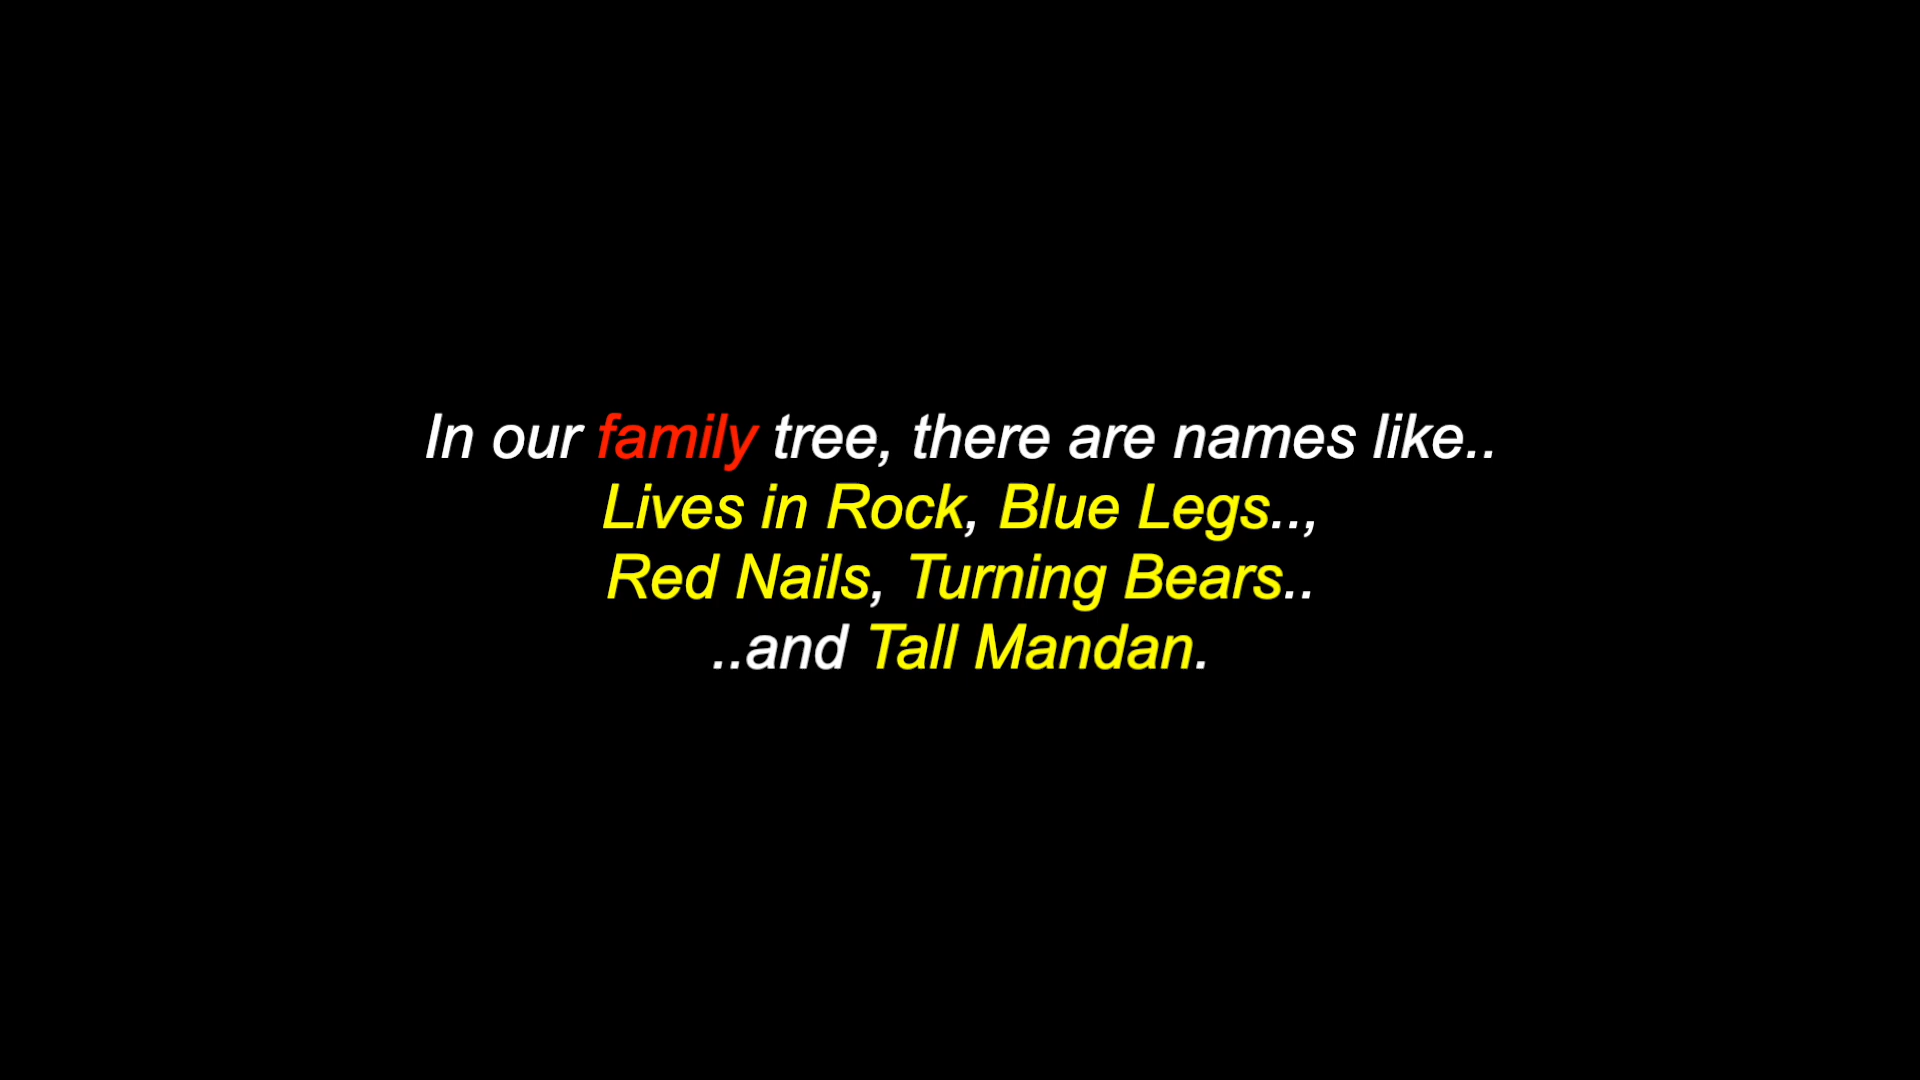 In our family tree, there are names like..
Lives in Rock, Blue Legs..,
Red Nails, Turning Bears..
..and Tall Mandan.